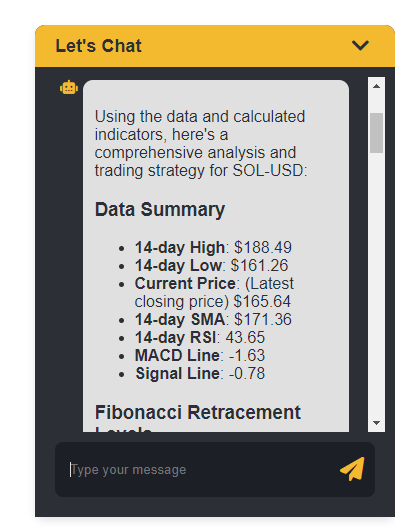 Let's Chat
Using the data and calculated
indicators, here's a
comprehensive analysis and
trading strategy for SOL-USD:
Data Summary
14-day High: $188.49
14-day Low: $161.26
Current Price: (Latest
closing price) $165.64
14-day SMA: $171.36
14-day RSI: 43.65
MACD Line: -1.63
Signal Line: -0.78
Fibonacci Retracement
Levels
Type your message